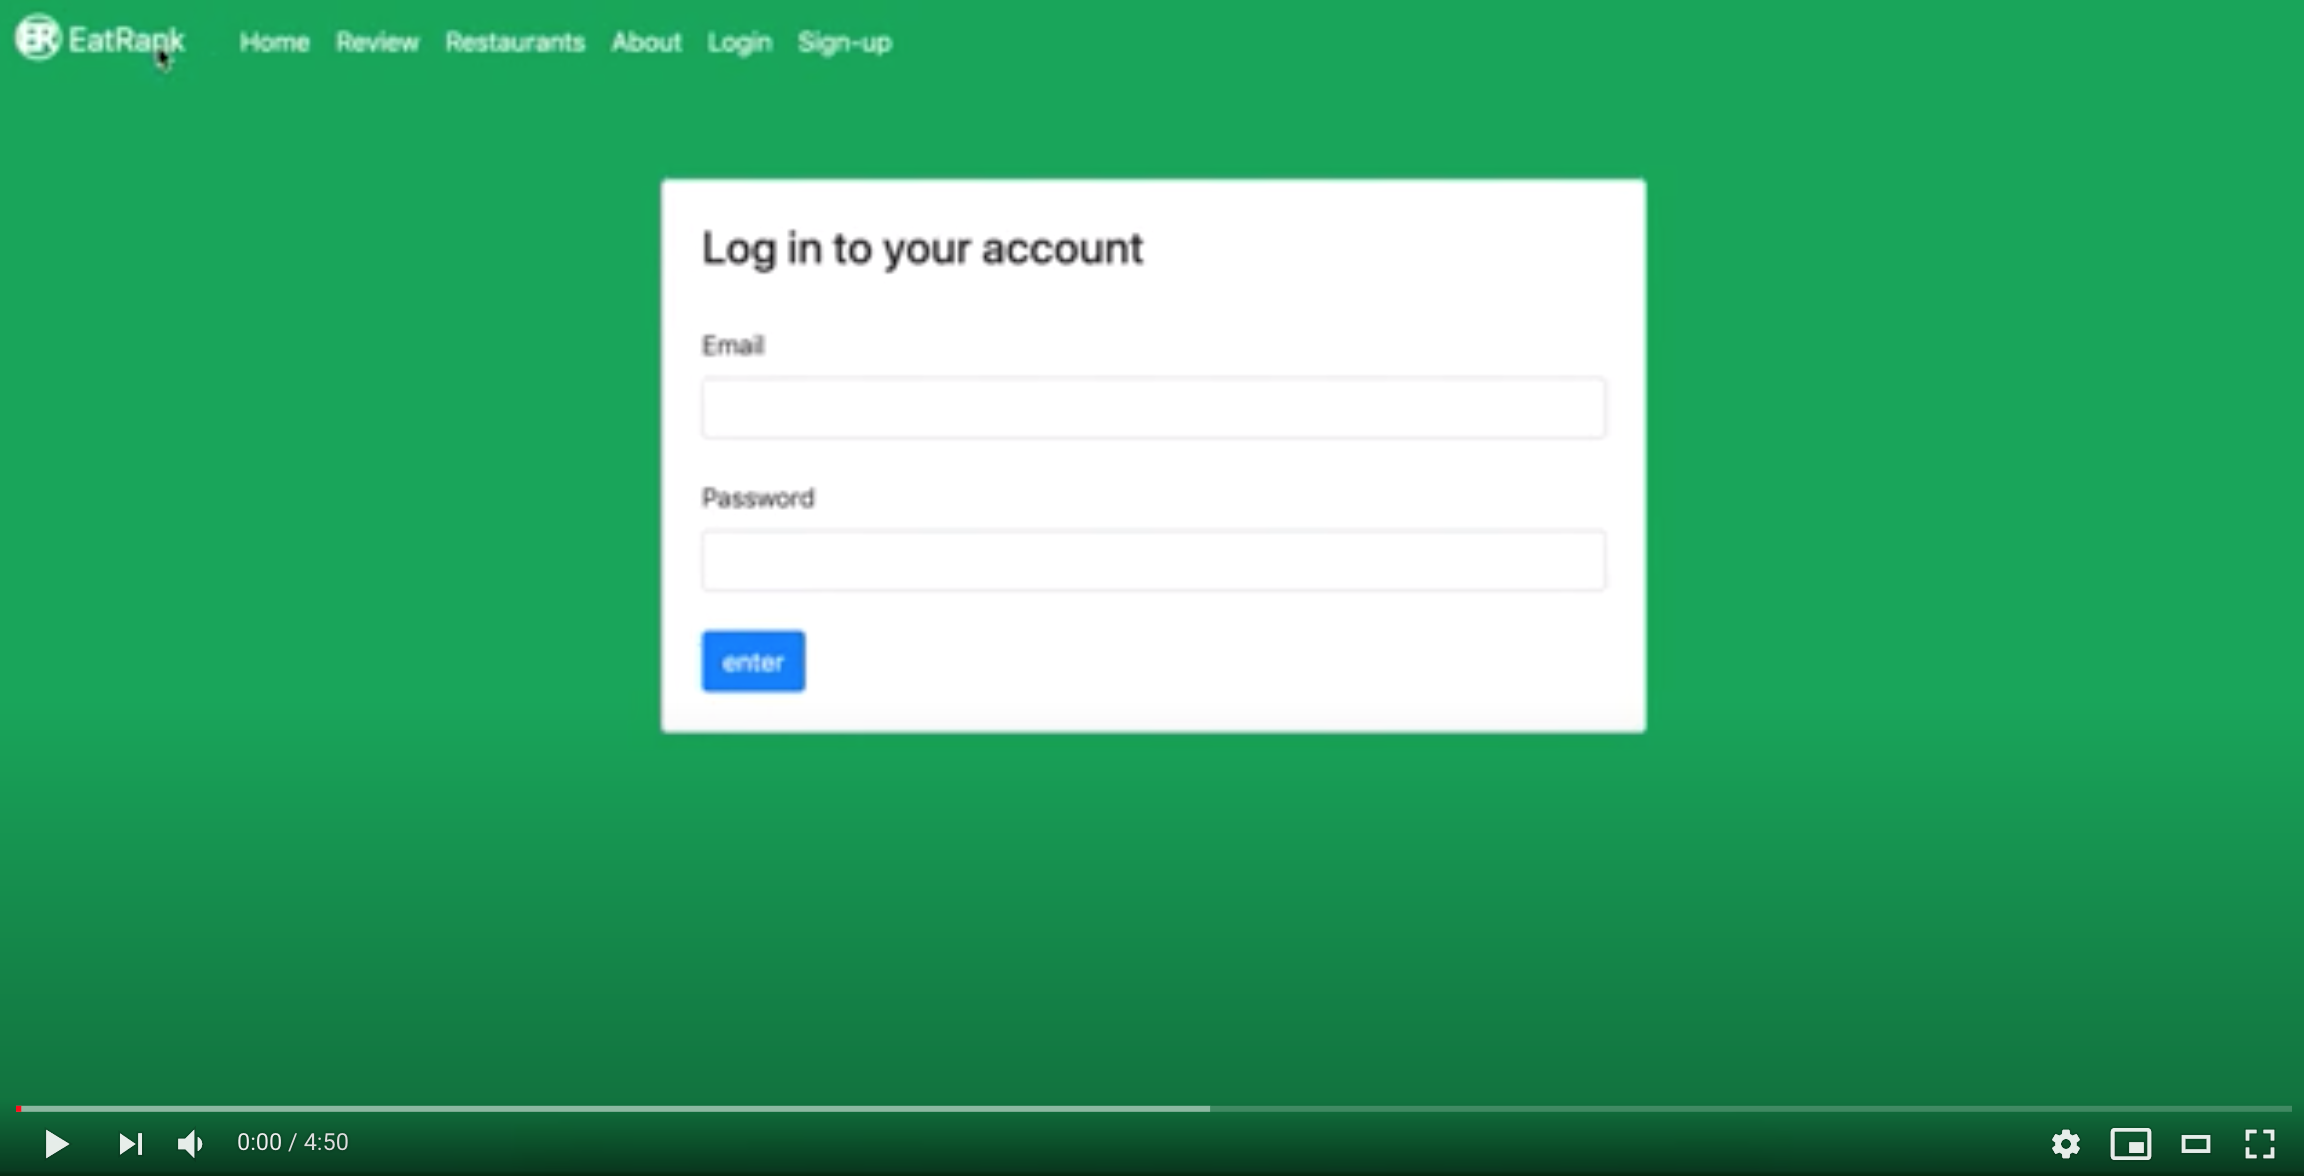 ER EatRank Home Review Restaurants About Login Sign-up
Log in to your account
Email
Password
enter
0:00 / 4:50